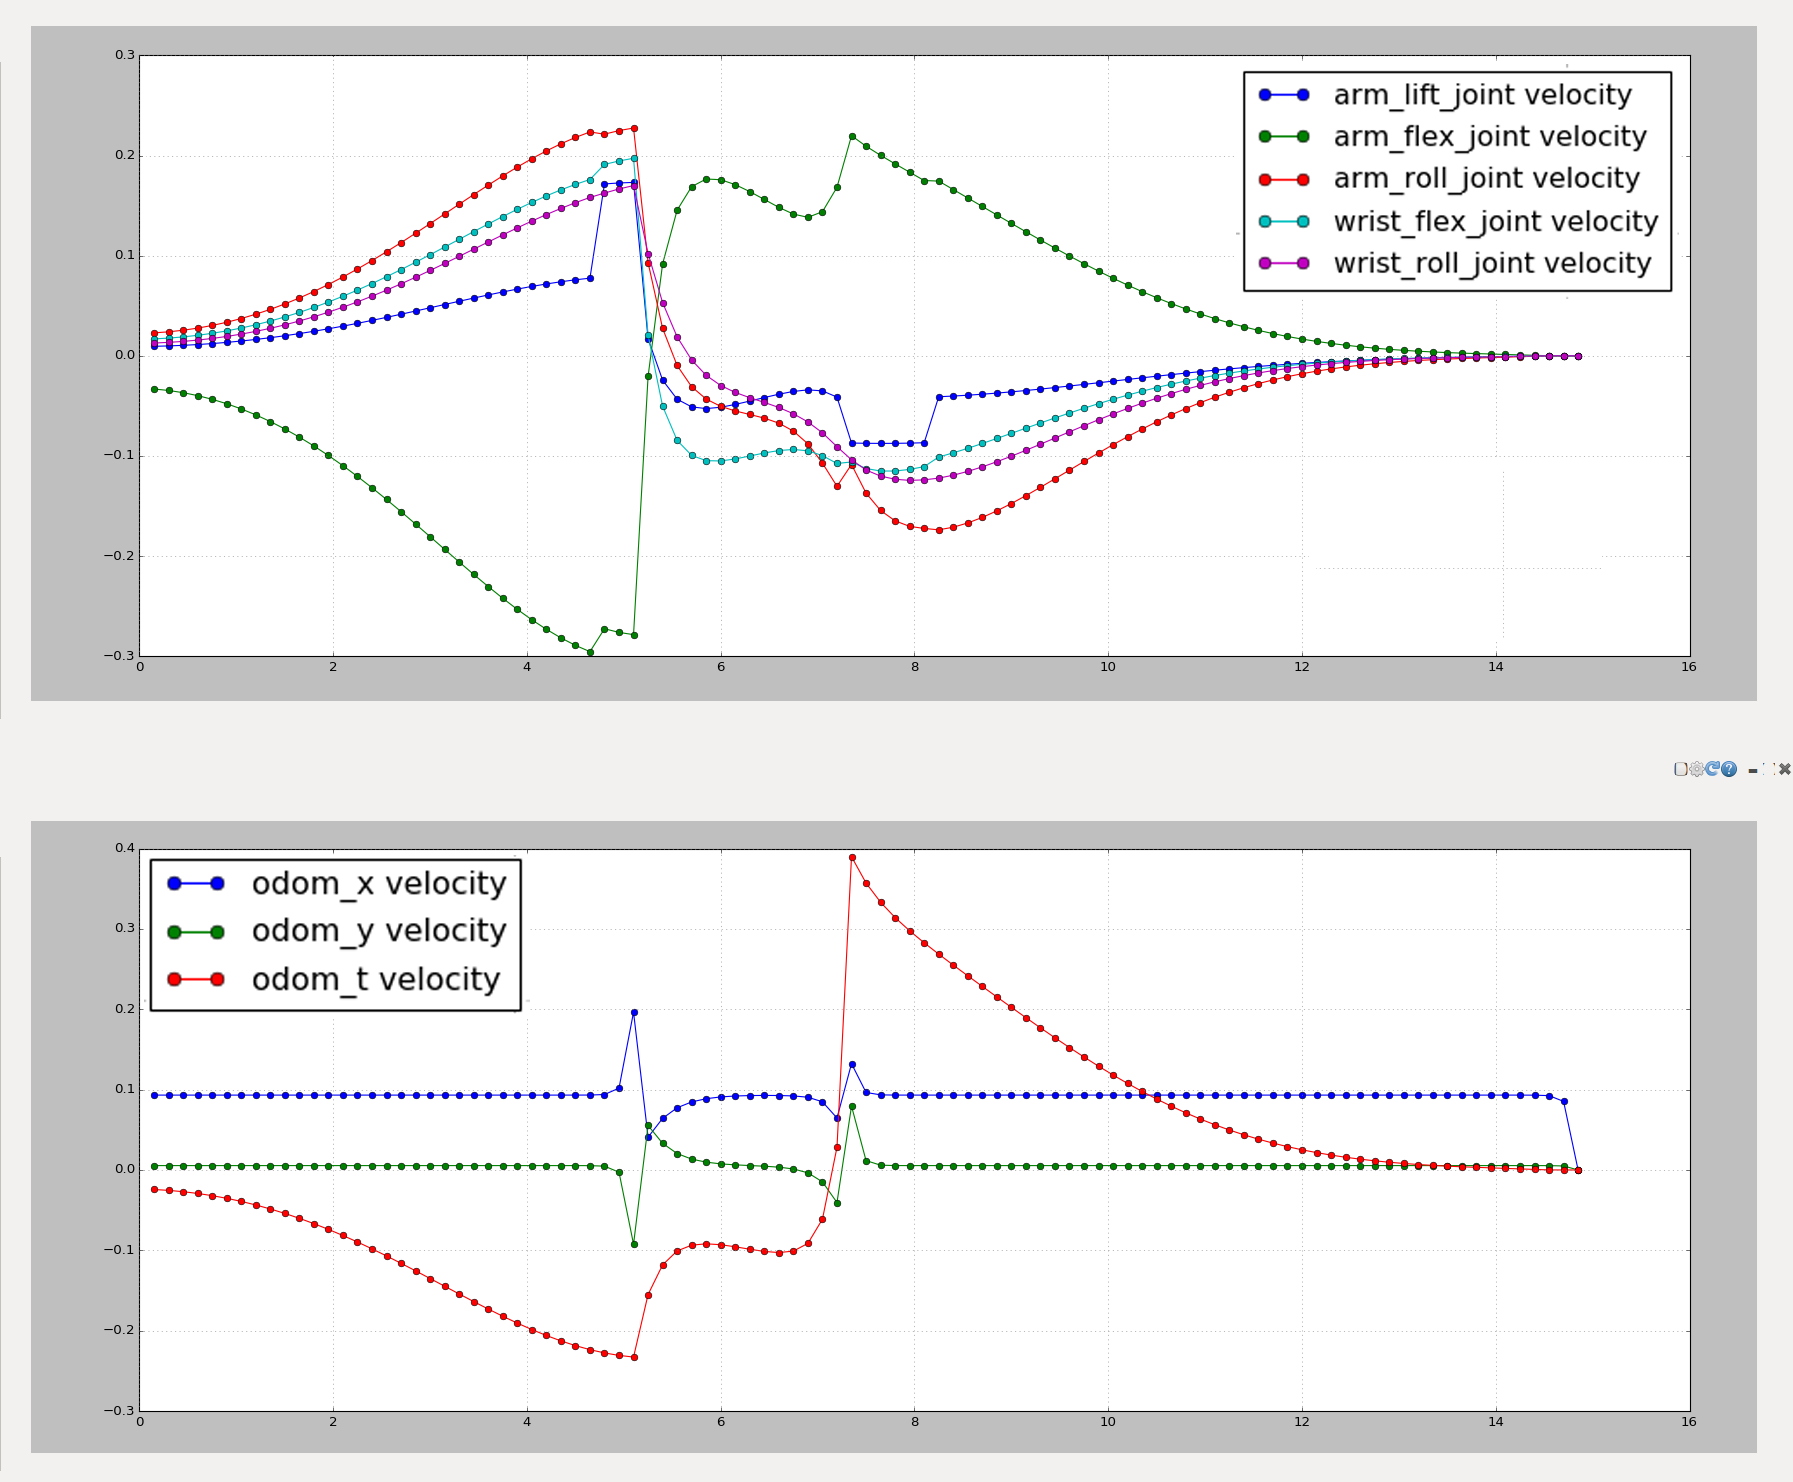 0.3
0.2
0.1
0.0
−0.1
−0.2
−0.3
0 2 4 6 8 10 12 14 16
arm_lift_joint velocity
arm_flex_joint velocity
arm_roll_joint velocity
wrist_flex_joint velocity
wrist_roll_joint velocity
?
0.4
0.3
0.2
0.1
0.0
−0.1
−0.2
−0.3
0 2 4 6 8 10 12 14 16
odom_x velocity
odom_y velocity
odom_t velocity